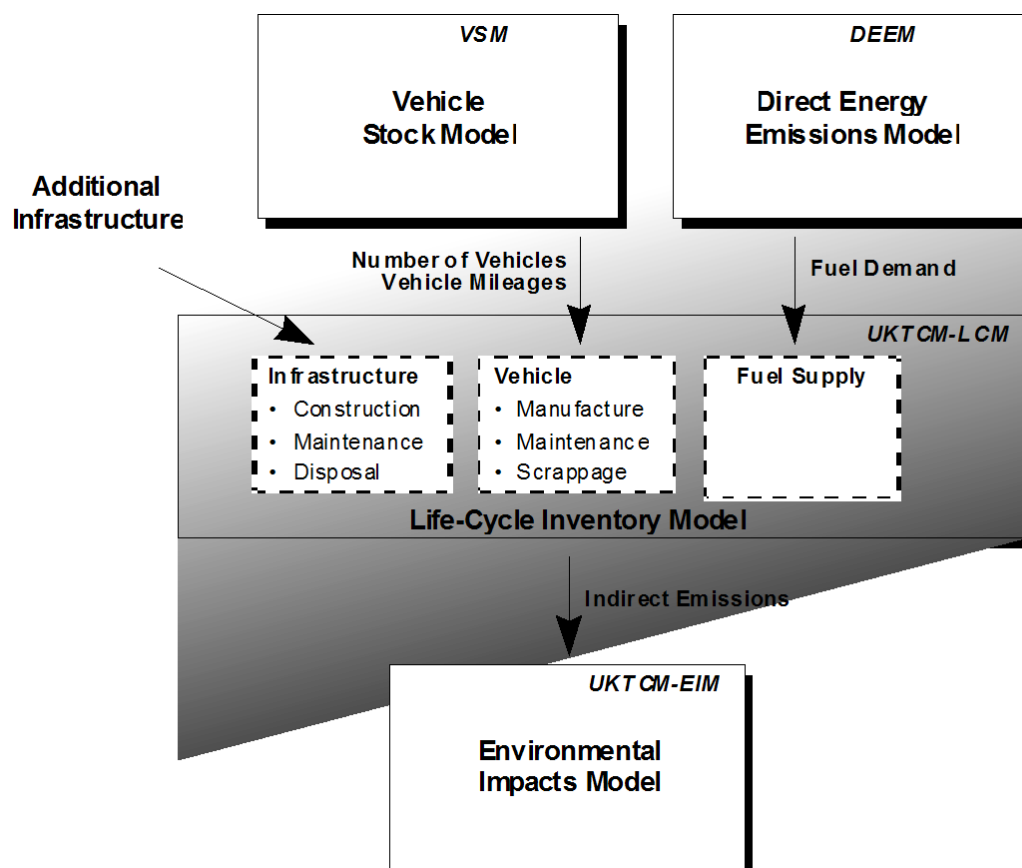 VSM
Vehicle
Stock Model
DEEM
Direct Energy
Emissions Model
Additional
Infrastructure
Number of Vehicles
Vehicle Mileages
Fuel Demand
UKTCM-LCM
Infrastructure
• Construction
• Maintenance
• Disposal
Vehicle
• Manufacture
• Maintenance
• Scrappage
Fuel Supply
Life-Cycle Inventory Model
Indirect Emissions
UKTCM-EIM
Environmental
Impacts Model